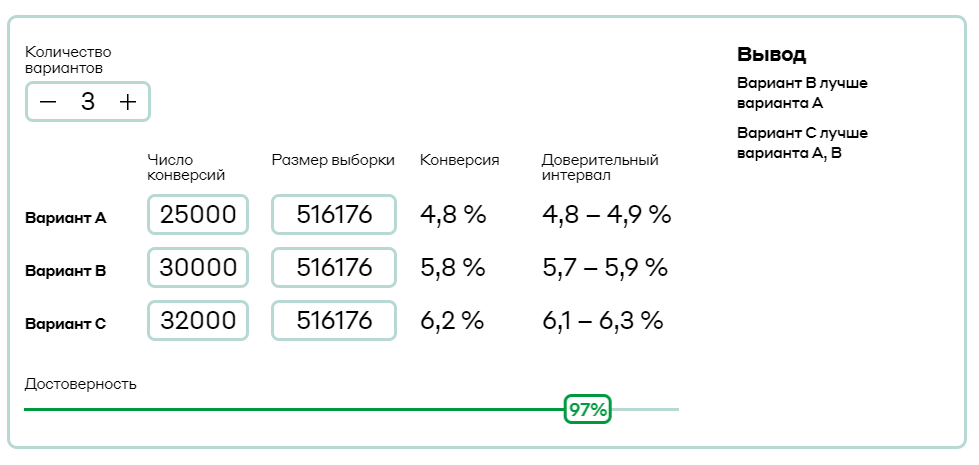 Количество
вариантов
— 3 +
Число
конверсий
Размер выборки
Конверсия
Доверительный
интервал
Вариант A 25000 516176 4,8 % 4,8 – 4,9 %
Вариант B 30000 516176 5,8 % 5,7 – 5,9 %
Вариант C 32000 516176 6,2 % 6,1 – 6,3 %
Достоверность
97%
Вывод
Вариант B лучше
варианта A
Вариант C лучше
варианта A, B